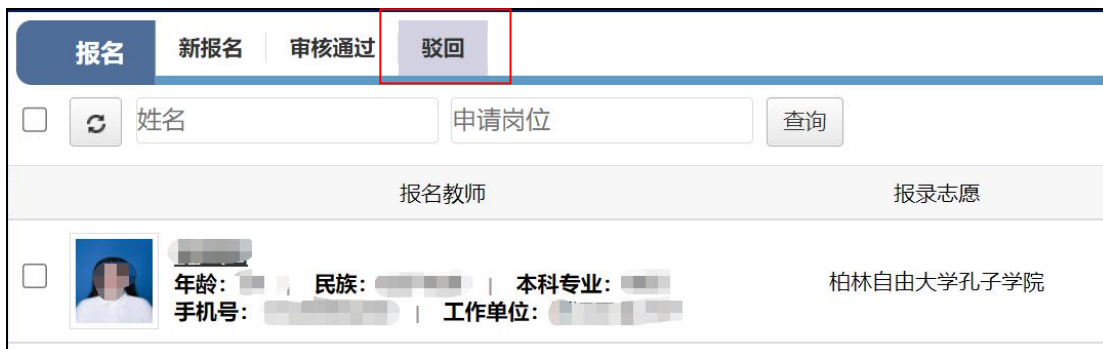 报名 新报名 审核通过 驳回
姓名 申请岗位 查询
报名教师 报录志愿
年龄： 民族： 本科专业： 柏林自由大学孔子学院
手机号： 工作单位：